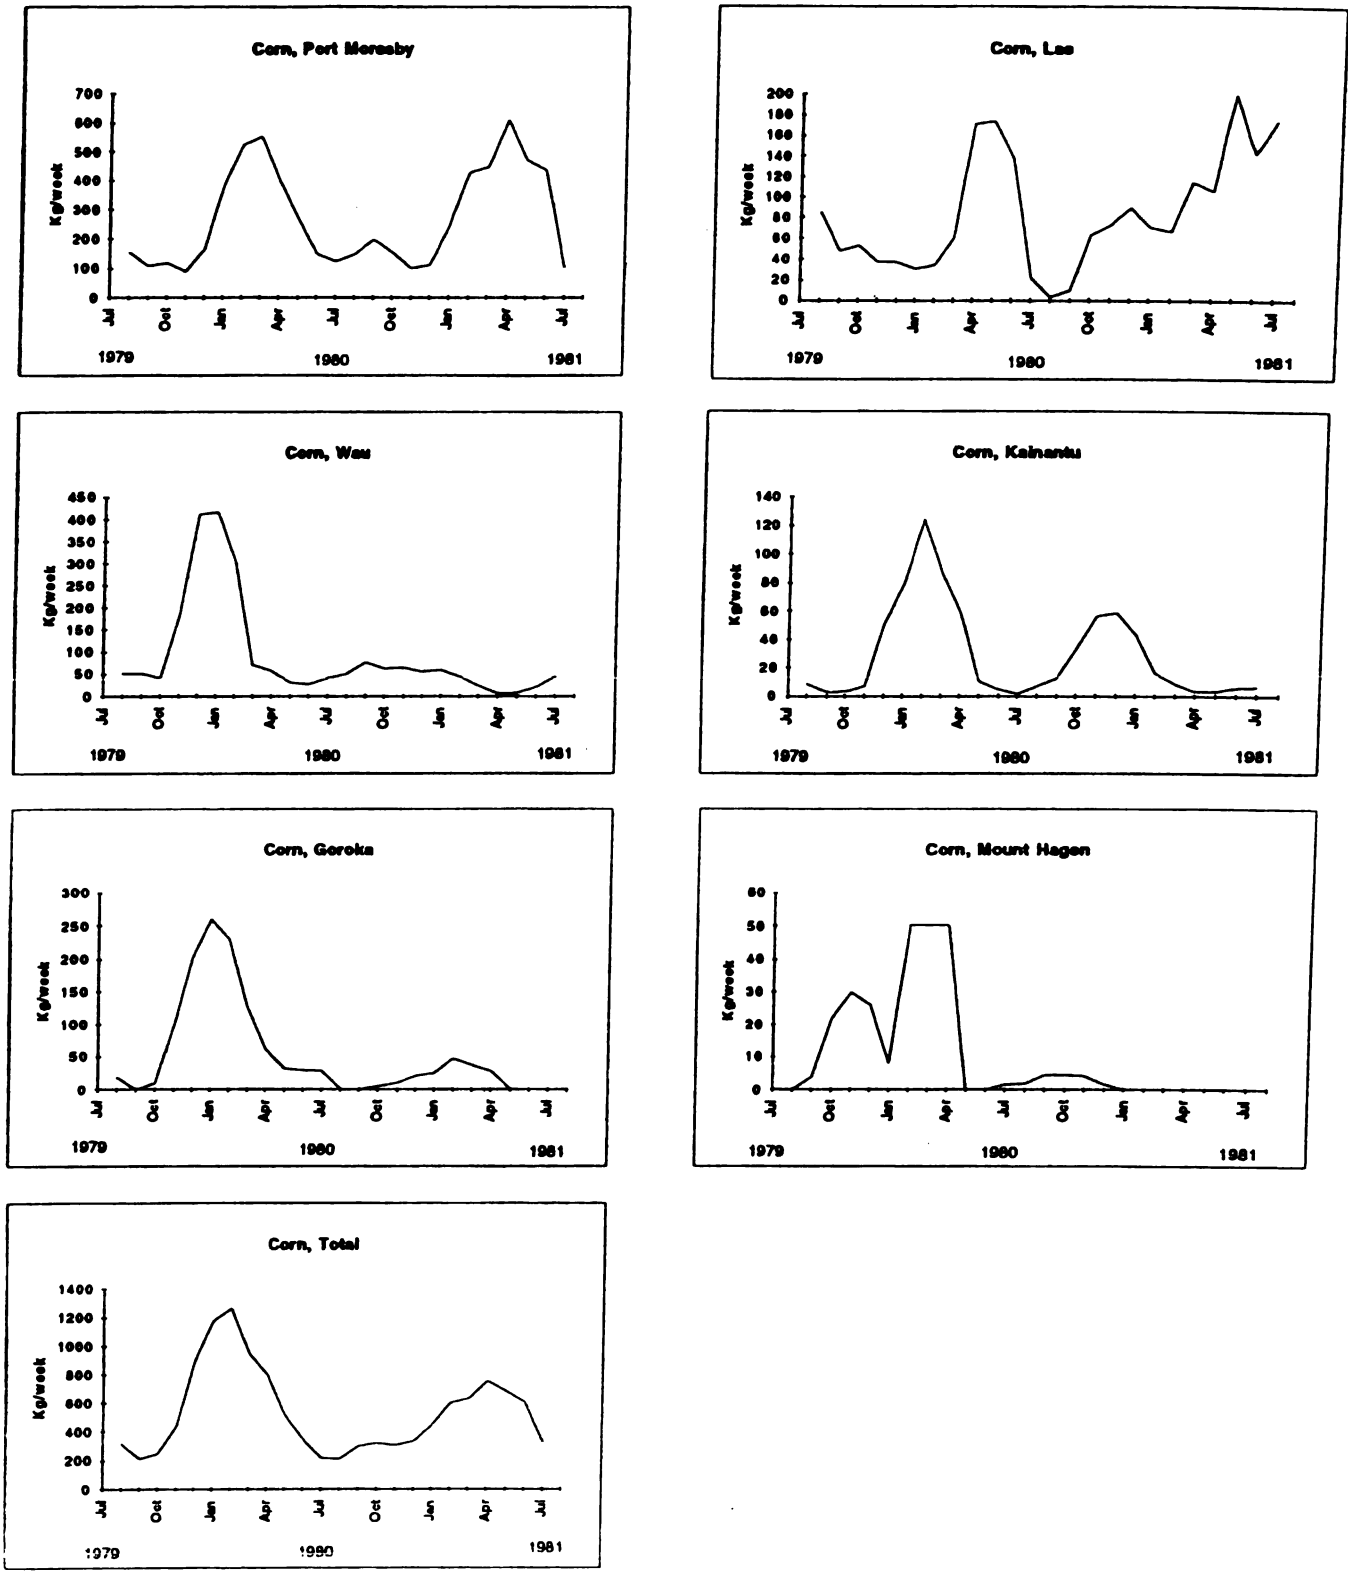 Corn, Port Moresby
Kg/week
700
600
500
400
300
200
100
0
Jul Oct Jan Apr Jul Oct Jan Apr Jul
1979 1980 1981
Corn, Lae
Kg/week
200
180
160
140
120
100
80
60
40
20
0
Jul Oct Jan Apr Jul Oct Jan Apr Jul
1979 1980 1981
Corn, Wau
Kg/week
450
400
350
300
250
200
150
100
50
0
Jul Oct Jan Apr Jul Oct Jan Apr Jul
1979 1980 1981
Corn, Kainantu
Kg/week
140
120
100
80
60
40
20
0
Jul Oct Jan Apr Jul Oct Jan Apr Jul
1979 1980 1981
Corn, Goroka
Kg/week
300
250
200
150
100
50
0
Jul Oct Jan Apr Jul Oct Jan Apr Jul
1979 1980 1981
Corn, Mount Hagen
Kg/week
60
50
40
30
20
10
0
Jul Oct Jan Apr Jul Oct Jan Apr Jul
1979 1980 1981
Corn, Total
Kg/week
1400
1200
1000
800
600
400
200
0
Jul Oct Jan Apr Jul Oct Jan Apr Jul
1979 1980 1981